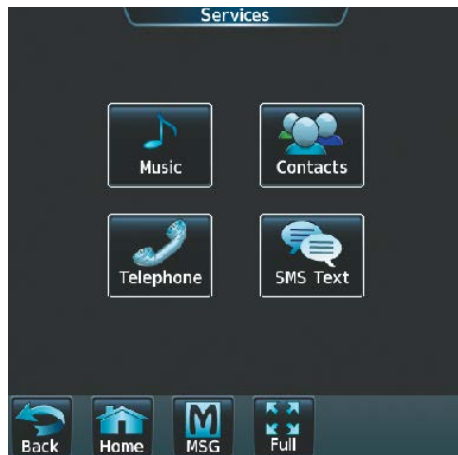 Services
Music
Contacts
Telephone
SMS Text
Back
Home
MSG
Full